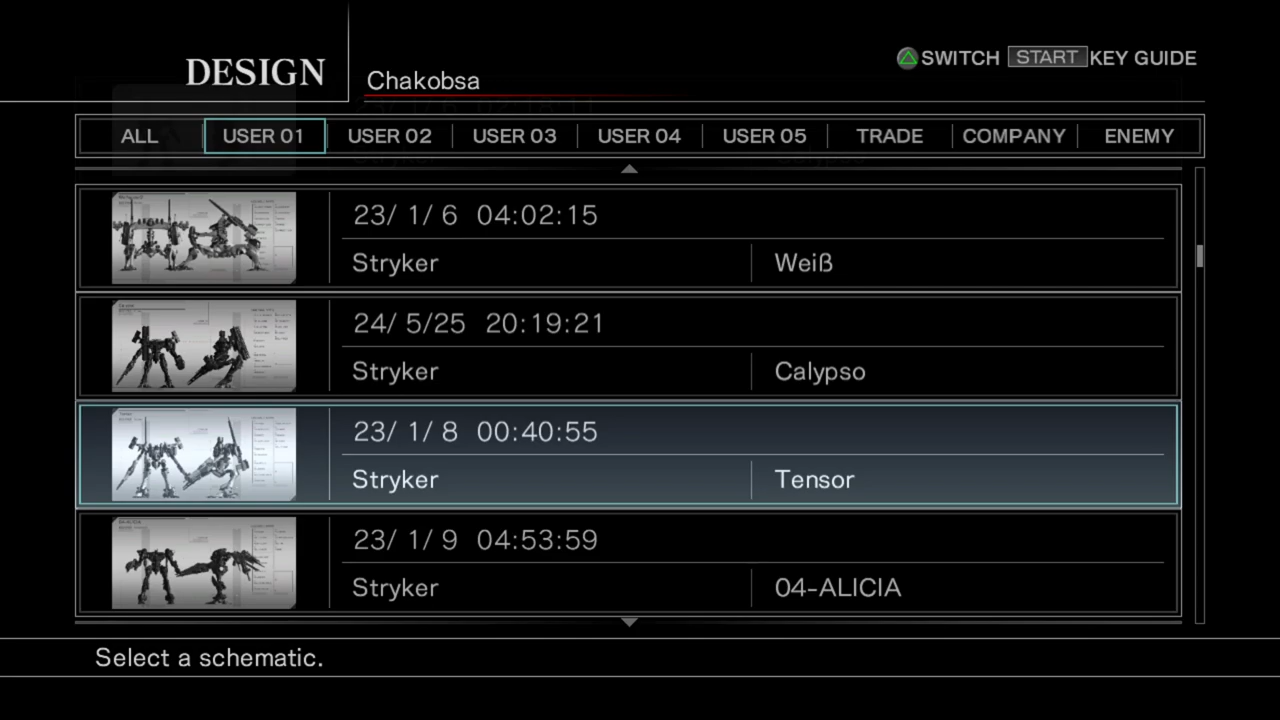 DESIGN
Chakobsa
SWITCH START KEY GUIDE
ALL USER 01 USER 02 USER 03 USER 04 USER 05 TRADE COMPANY ENEMY
23/ 1/ 6 04:02:15
Stryker Weiß
24/ 5/25 20:19:21
Stryker Calypso
23/ 1/ 8 00:40:55
Stryker Tensor
23/ 1/ 9 04:53:59
Stryker 04-ALICIA
Select a schematic.